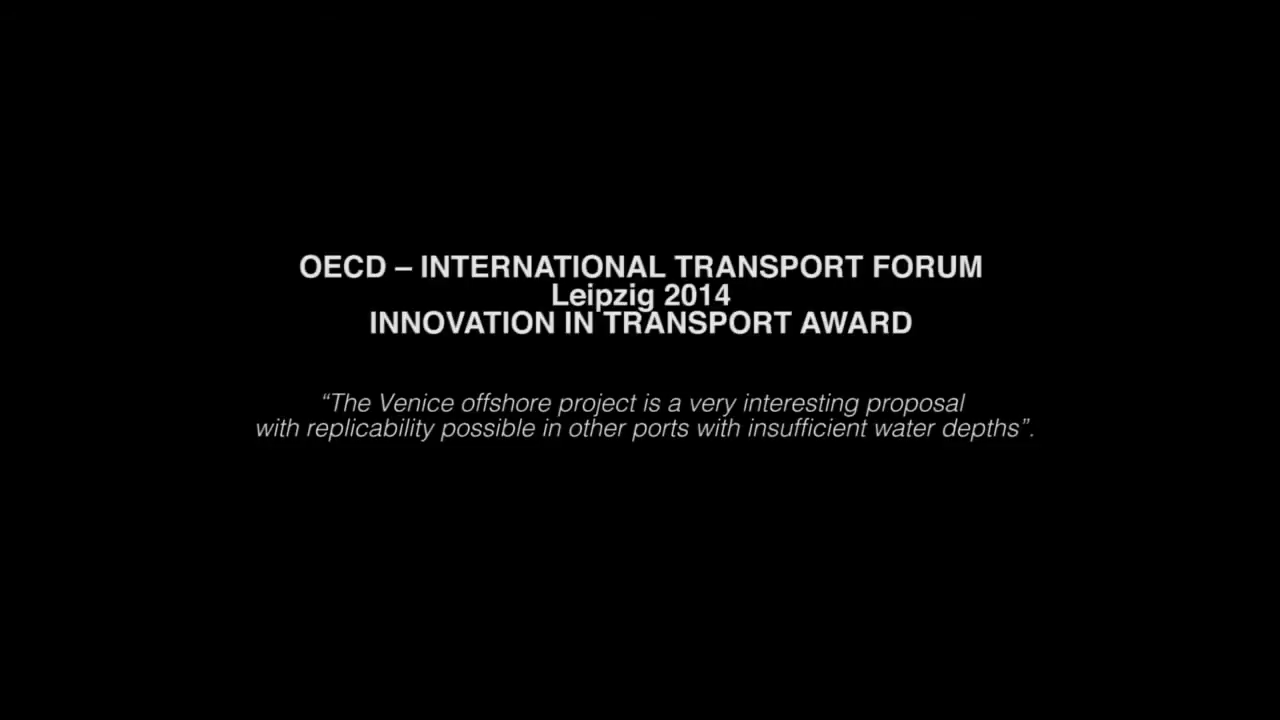 OECD – INTERNATIONAL TRANSPORT FORUM
Leipzig 2014
INNOVATION IN TRANSPORT AWARD
“The Venice offshore project is a very interesting proposal
with replicability possible in other ports with insufficient water depths”.